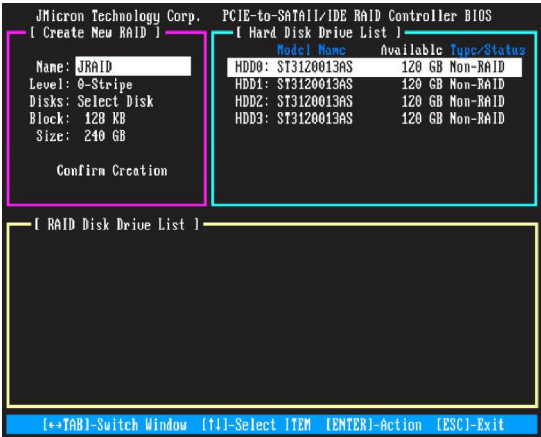 JMicron Technology Corp. PCIE-to-SATAII/IDE RAID Controller BIOS
[ Create New RAID ]
Name: JRAID
Level: 0-Stripe
Disks: Select Disk
Block: 128 KB
Size: 240 GB
Confirm Creation
[ Hard Disk Drive List ]
Model Name Available Type/Status
HDD0: ST3120013AS 120 GB Non-RAID
HDD1: ST3120013AS 120 GB Non-RAID
HDD2: ST3120013AS 120 GB Non-RAID
HDD3: ST3120013AS 120 GB Non-RAID
[ RAID Disk Drive List ]
[↔TAB]-Switch Window [↑↓]-Select ITEM [ENTER]-Action [ESC]-Exit